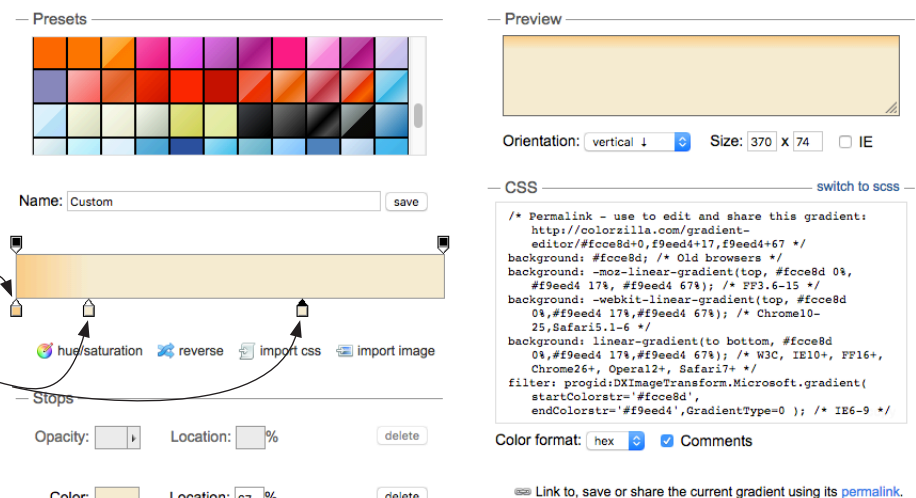 Presets
Name: Custom save
hue/saturation reverse import css import image
Stops
Opacity: Location: % delete
Color: Location: 67 % delete
Preview
Orientation: vertical ↓ Size: 370 x 74 IE
CSS switch to scss
/* Permalink - use to edit and share this gradient:
http://colorzilla.com/gradient-
editor/#fcce8d+0,f9eed4+17,f9eed4+67 */
background: #fcce8d; /* Old browsers */
background: -moz-linear-gradient(top, #fcce8d 0%,
#f9eed4 17%, #f9eed4 67%); /* FF3.6-15 */
background: -webkit-linear-gradient(top, #fcce8d
0%,#f9eed4 17%,#f9eed4 67%); /* Chrome10-
25,Safari5.1-6 */
background: linear-gradient(to bottom, #fcce8d
0%,#f9eed4 17%,#f9eed4 67%); /* W3C, IE10+, FF16+,
Chrome26+, Opera12+, Safari7+ */
filter: progid:DXImageTransform.Microsoft.gradient(
startColorstr='#fcce8d',
endColorstr='#f9eed4',GradientType=0 ); /* IE6-9 */
Color format: hex Comments
Link to, save or share the current gradient using its permalink.